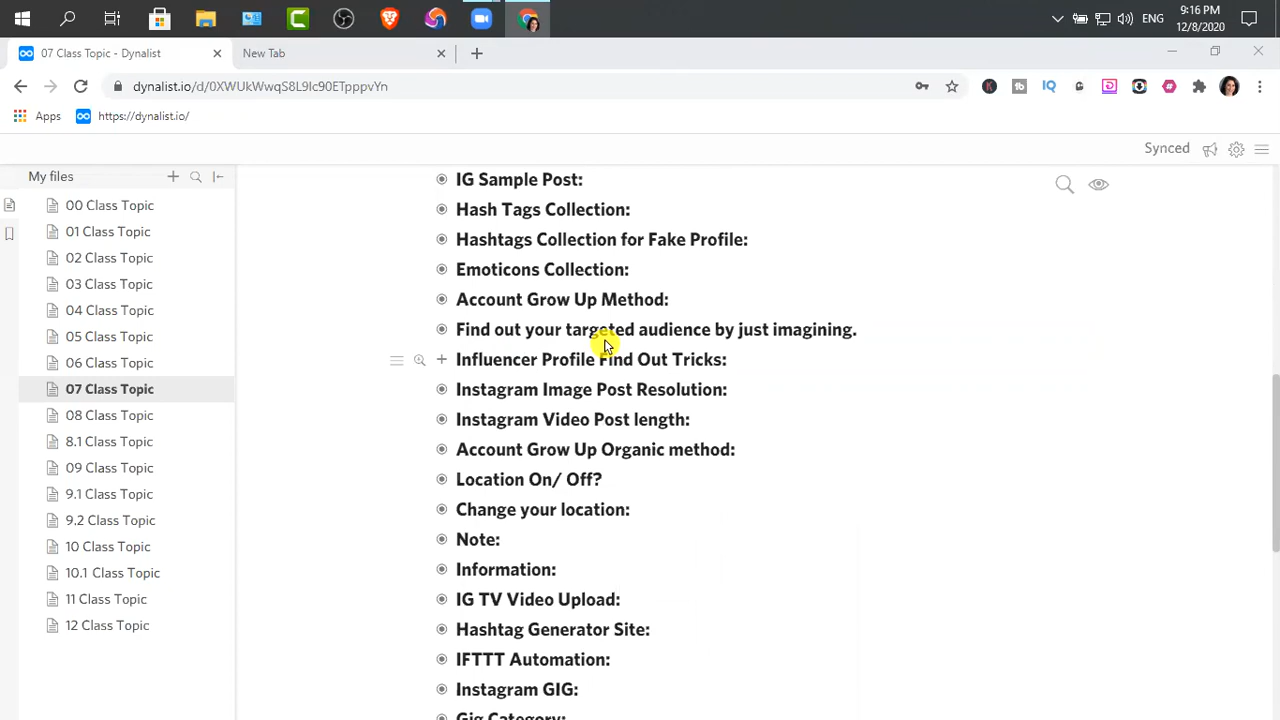 9:16 PM
ENG
12/8/2020
07 Class Topic - Dynalist
New Tab
dynalist.io/d/0XWUkWwqS8L9Ic90ETpppvYn
Apps
https://dynalist.io/
Synced
My files
00 Class Topic
01 Class Topic
02 Class Topic
03 Class Topic
04 Class Topic
05 Class Topic
06 Class Topic
07 Class Topic
08 Class Topic
8.1 Class Topic
09 Class Topic
9.1 Class Topic
9.2 Class Topic
10 Class Topic
10.1 Class Topic
11 Class Topic
12 Class Topic
IG Sample Post:
Hash Tags Collection:
Hashtags Collection for Fake Profile:
Emoticons Collection:
Account Grow Up Method:
Find out your targeted audience by just imagining.
Influencer Profile Find Out Tricks:
Instagram Image Post Resolution:
Instagram Video Post length:
Account Grow Up Organic method:
Location On/ Off?
Change your location:
Note:
Information:
IG TV Video Upload:
Hashtag Generator Site:
IFTTT Automation:
Instagram GIG:
Gig Category: